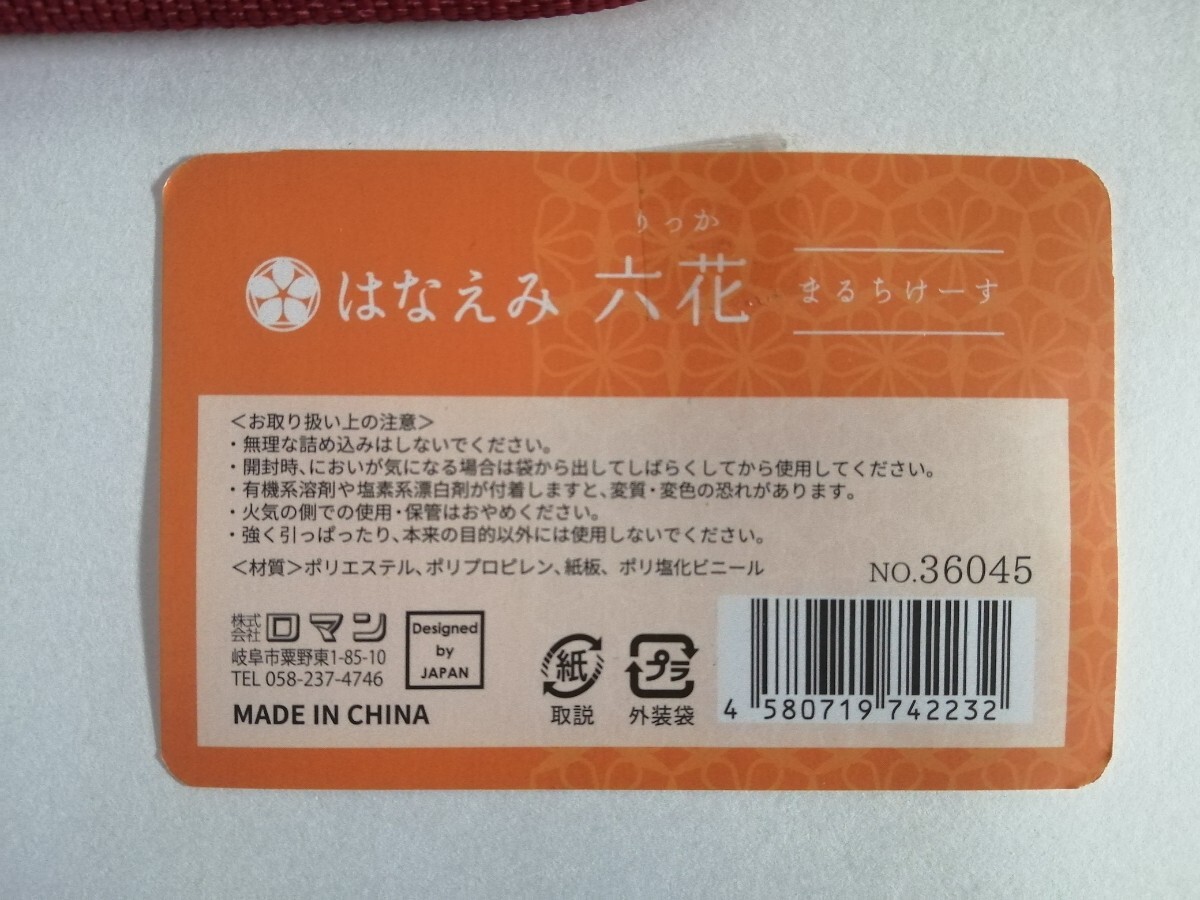 りっか
はなえみ 六花 まるちけーす
＜お取り扱い上の注意＞
・無理な詰め込みはしないでください。
・開封時、においが気になる場合は袋から出してしばらくしてから使用してください。
・有機系溶剤や塩素系漂白剤が付着しますと、変質・変色の恐れがあります。
・火気の側での使用・保管はおやめください。
・強く引っぱったり、本来の目的以外には使用しないでください。
＜材質＞ポリエステル、ポリプロピレン、紙板、ポリ塩化ビニール
NO.36045
株式会社ロマン
岐阜市粟野東1-85-10
TEL 058-237-4746
MADE IN CHINA
Designed
by
JAPAN
紙
取説
プラ
外装袋
4 580719 742232